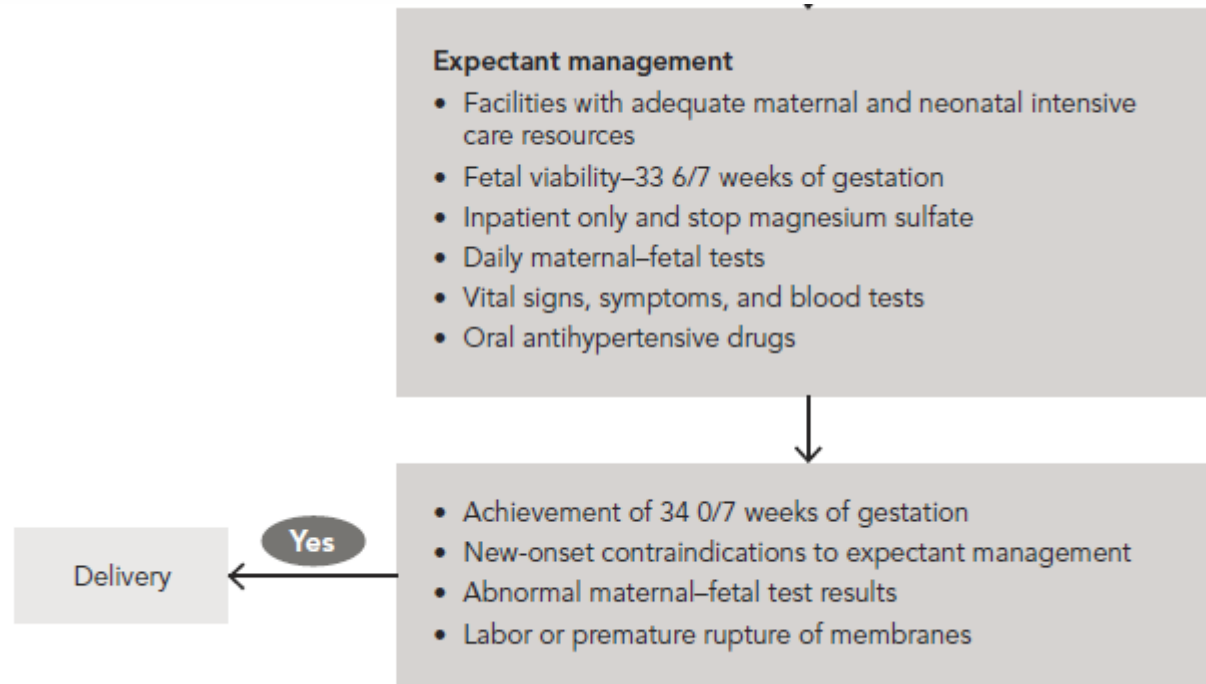 Expectant management
• Facilities with adequate maternal and neonatal intensive
care resources
• Fetal viability–33 6/7 weeks of gestation
• Inpatient only and stop magnesium sulfate
• Daily maternal–fetal tests
• Vital signs, symptoms, and blood tests
• Oral antihypertensive drugs
• Achievement of 34 0/7 weeks of gestation
• New-onset contraindications to expectant management
• Abnormal maternal–fetal test results
• Labor or premature rupture of membranes
Yes
Delivery